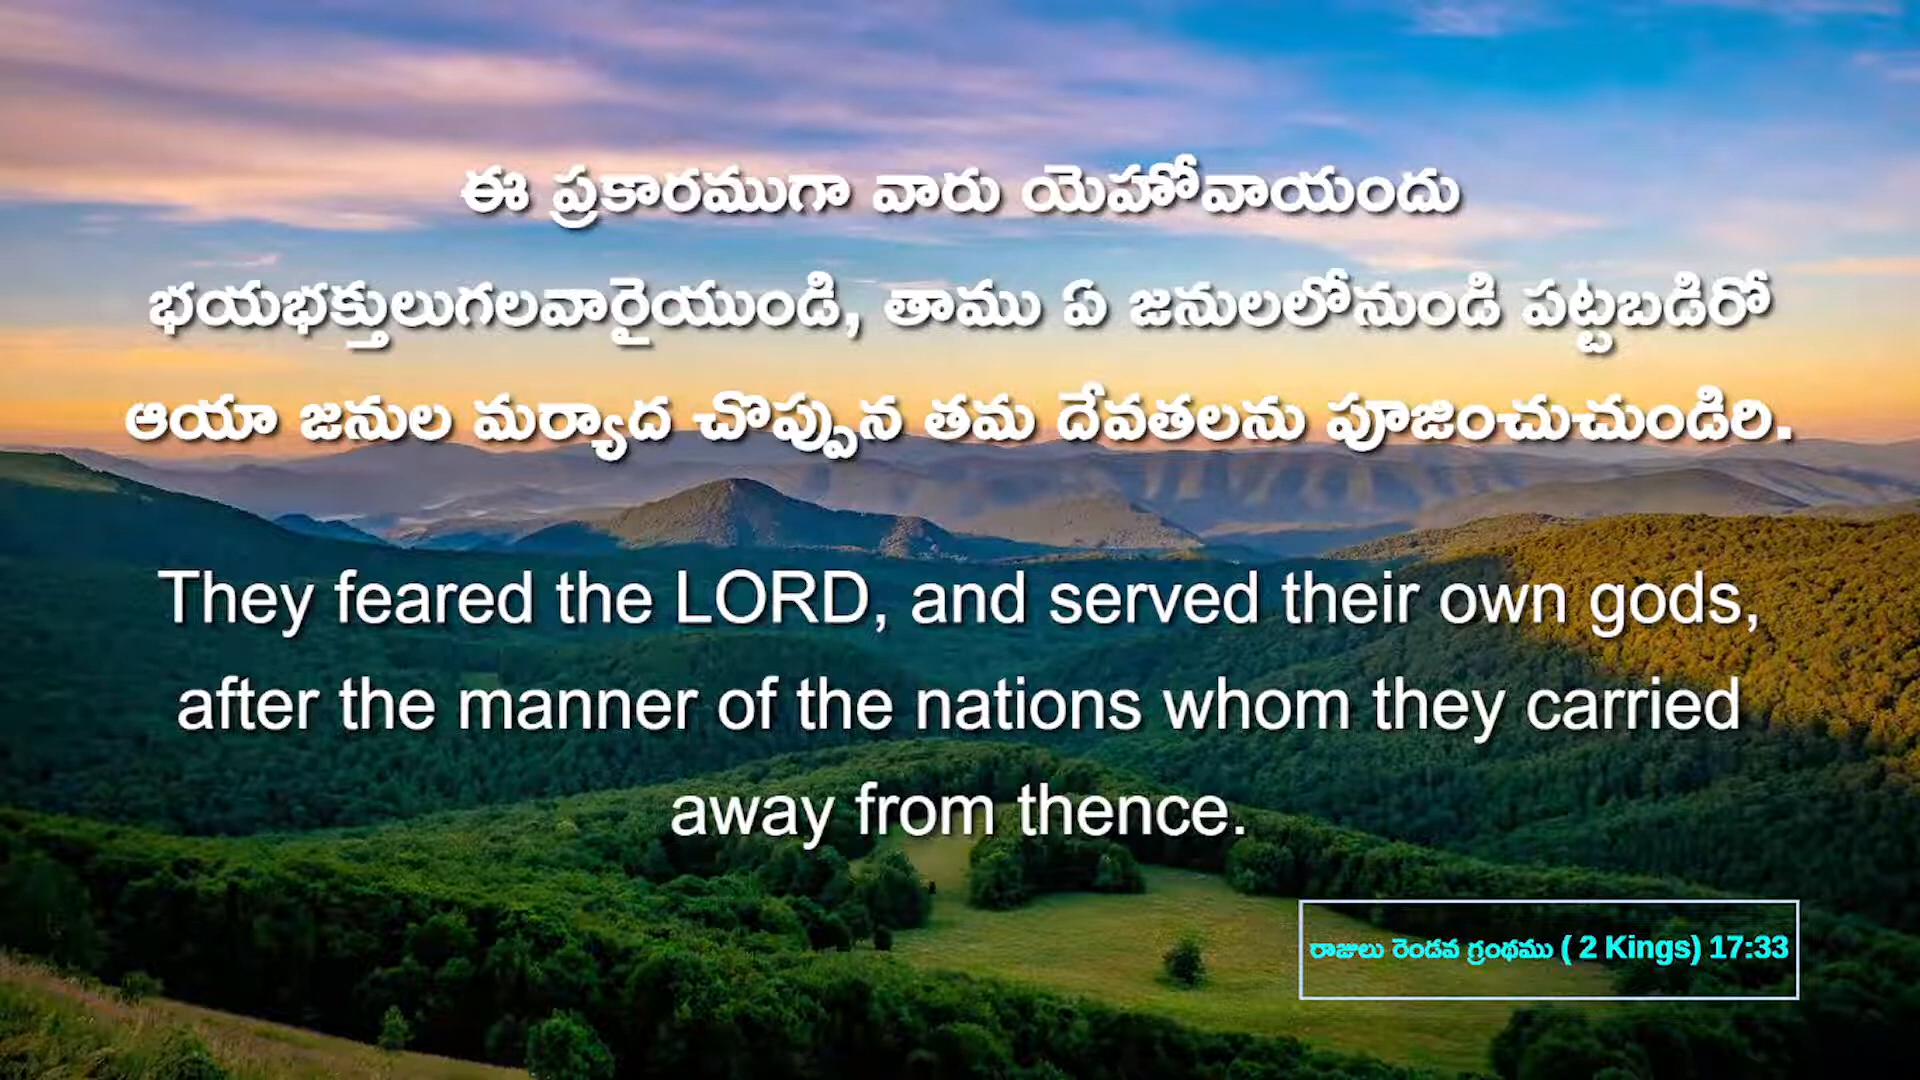 ఈ ప్రకారముగా వారు యెహోవాయందు
భయభక్తులుగలవారైయుండి, తాము ఏ జనులలోనుండి పట్టబడిరో
ఆయా జనుల మర్యాద చొప్పున తమ దేవతలను పూజించుచుండిరి.
They feared the LORD, and served their own gods,
after the manner of the nations whom they carried
away from thence.
రాజులు రెండవ గ్రంథము ( 2 Kings) 17:33